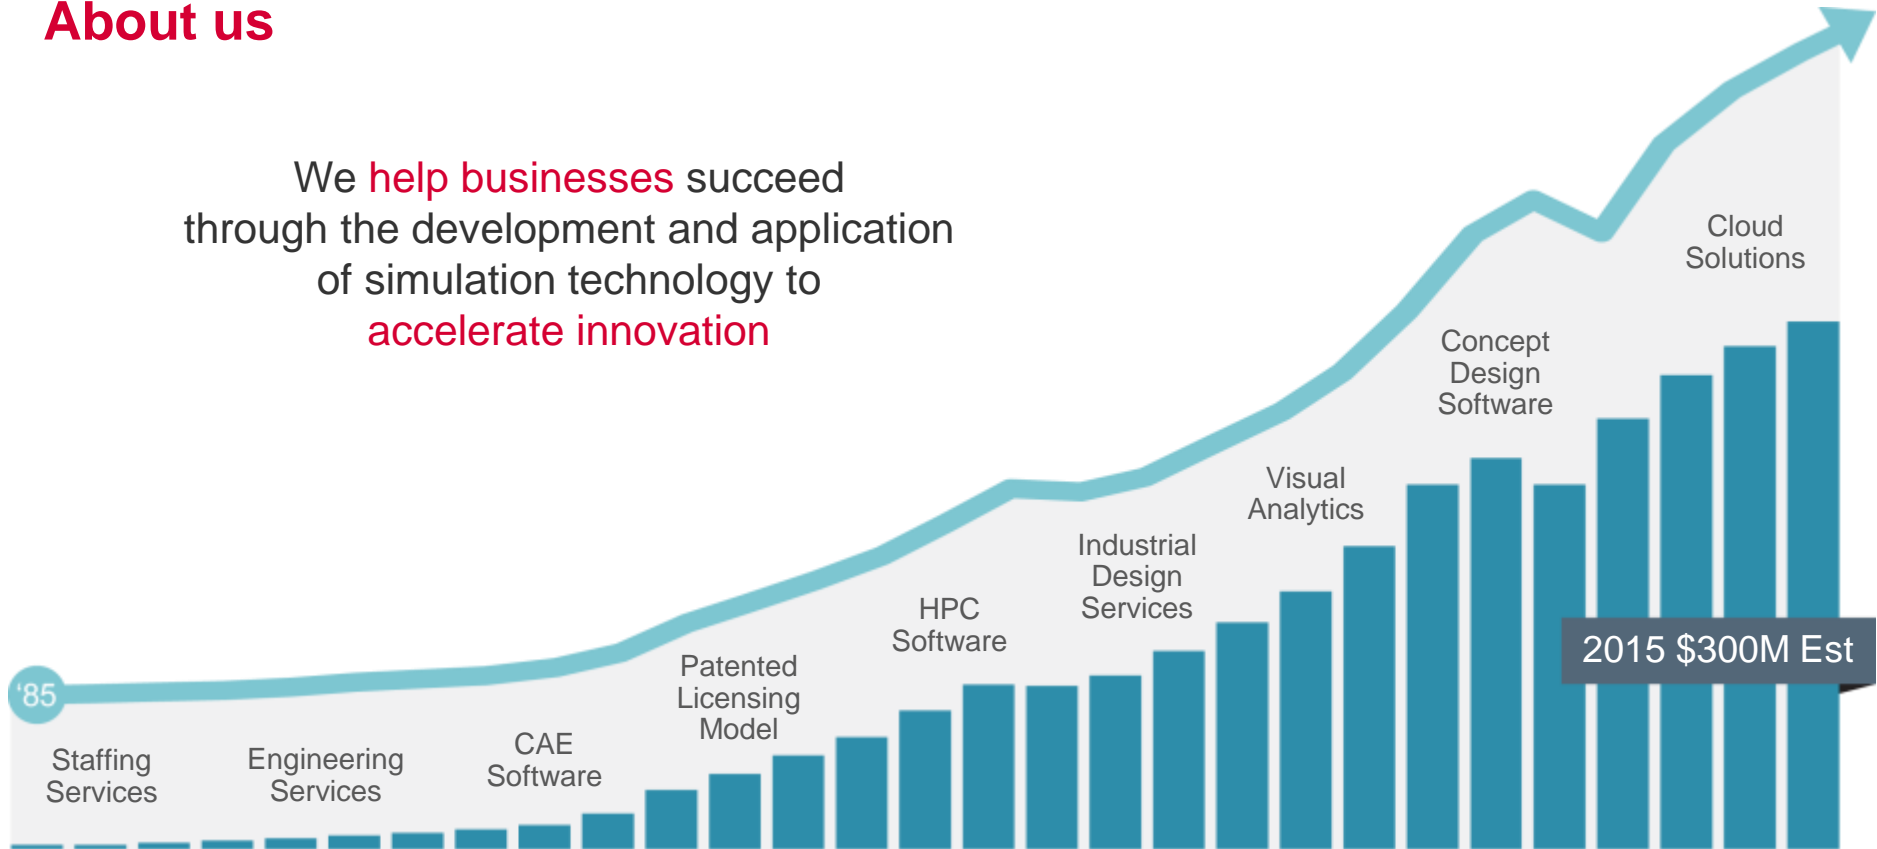 About us
We help businesses succeed
through the development and application
of simulation technology to
accelerate innovation
Cloud
Solutions
Concept
Design
Software
Visual
Analytics
Industrial
Design
Services
HPC
Software
2015 $300M Est
Patented
Licensing
Model
'85
CAE
Software
Engineering
Services
Staffing
Services